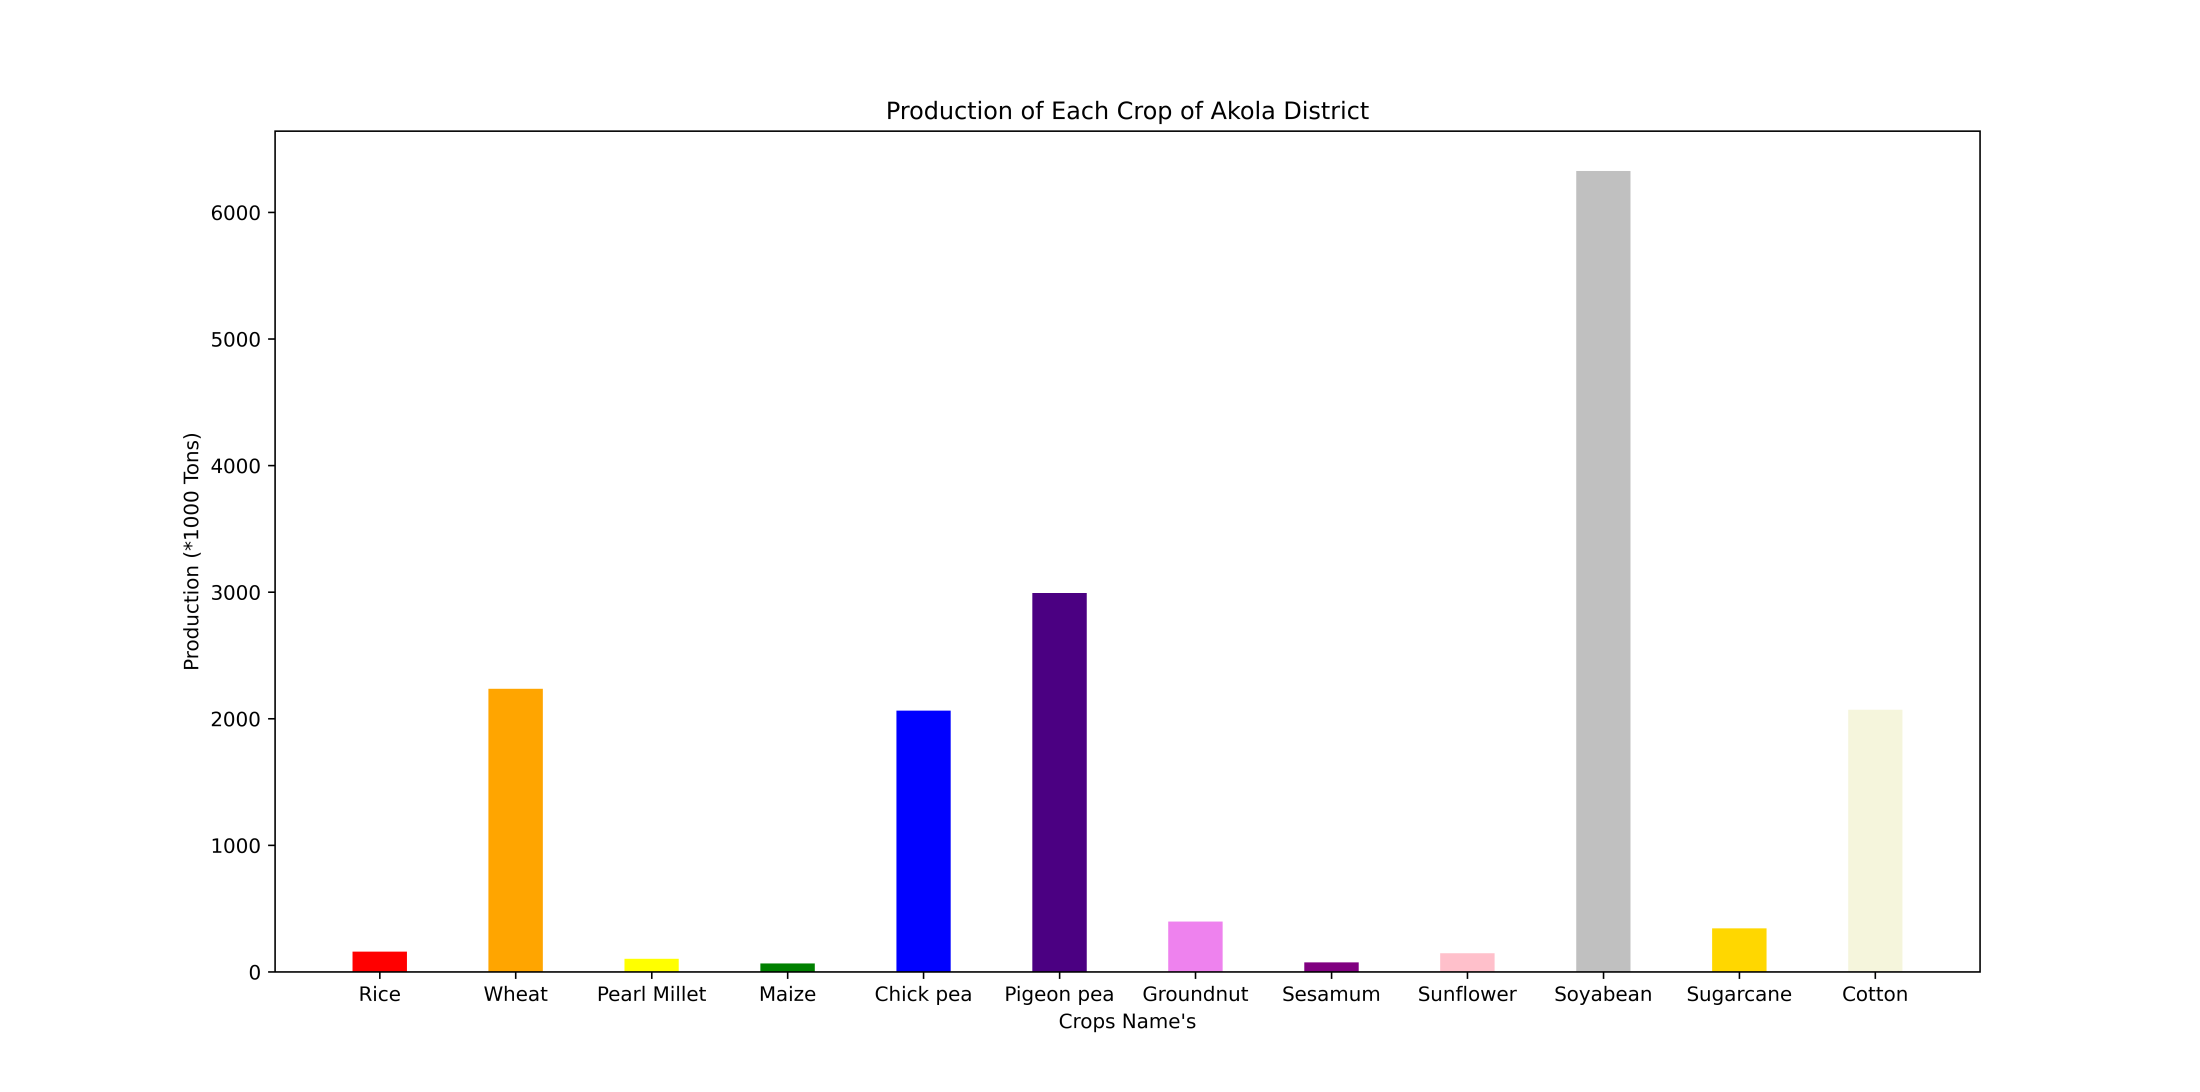 Production of Each Crop of Akola District
Production (*1000 Tons)
6000
5000
4000
3000
2000
1000
0
Rice Wheat Pearl Millet Maize Chick pea Pigeon pea Groundnut Sesamum Sunflower Soyabean Sugarcane Cotton
Crops Name's